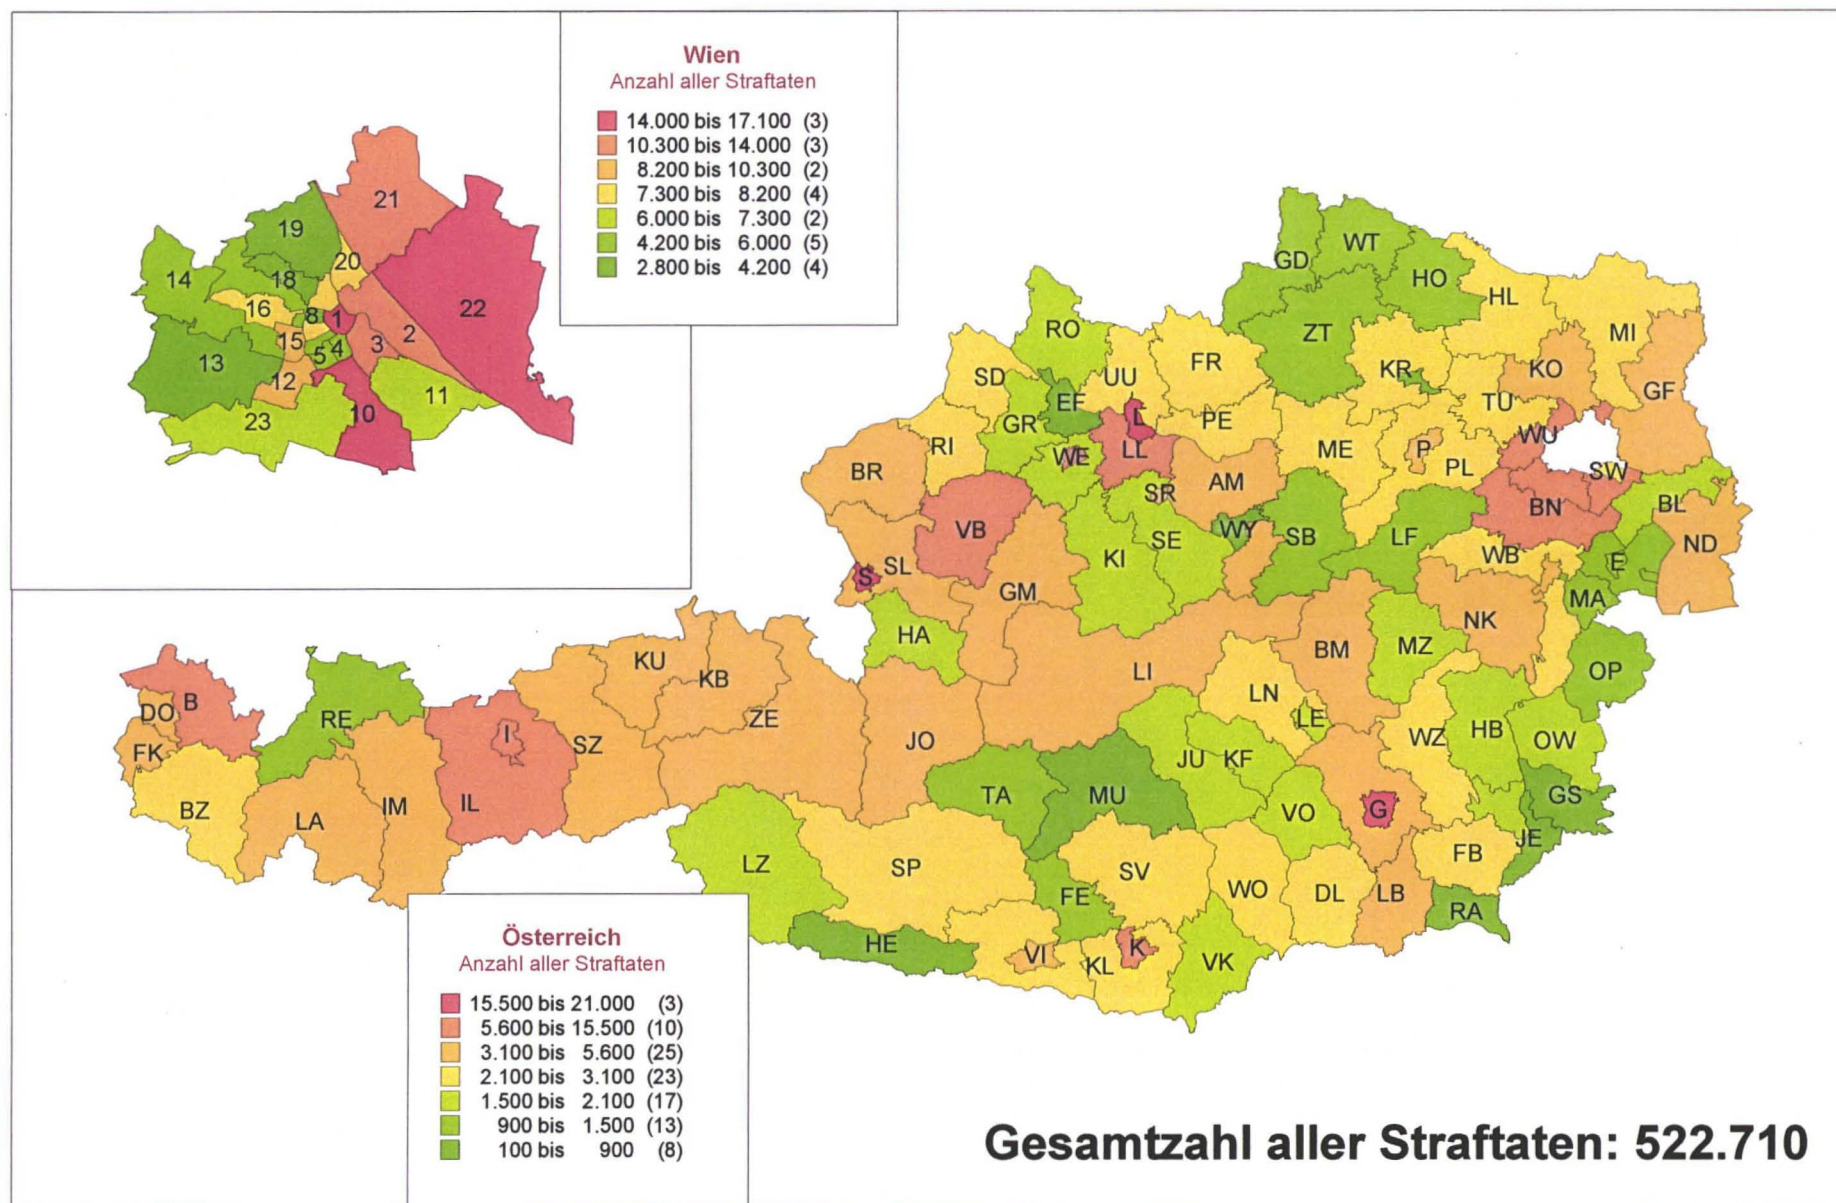 Wien
Anzahl aller Straftaten
14.000 bis 17.100 (3)
10.300 bis 14.000 (3)
8.200 bis 10.300 (2)
7.300 bis 8.200 (4)
6.000 bis 7.300 (2)
4.200 bis 6.000 (5)
2.800 bis 4.200 (4)
21
19
20
14
18
22
16
8
1
2
15
3
5
4
13
12
11
10
23
WT
GD
HO
HL
RO
ZT
MI
FR
KR
KO
SD
UU
GF
EF
TU
L
GR
PE
WU
RI
WE
LL
ME
P
PL
BR
SW
AM
SR
BL
BN
VB
WY
SB
LF
SE
ND
KI
WB
E
SL
S
GM
MA
NK
HA
MZ
BM
KU
LI
OP
KB
LN
B
DO
RE
ZE
LE
I
HB
WZ
OW
SZ
JO
FK
JU
KF
TA
MU
GS
BZ
LA
IM
IL
VO
G
JE
LZ
SP
SV
FB
WO
DL
LB
FE
RA
HE
VI
K
KL
VK
Österreich
Anzahl aller Straftaten
15.500 bis 21.000 (3)
5.600 bis 15.500 (10)
3.100 bis 5.600 (25)
2.100 bis 3.100 (23)
1.500 bis 2.100 (17)
900 bis 1.500 (13)
100 bis 900 (8)
Gesamtzahl aller Straftaten: 522.710